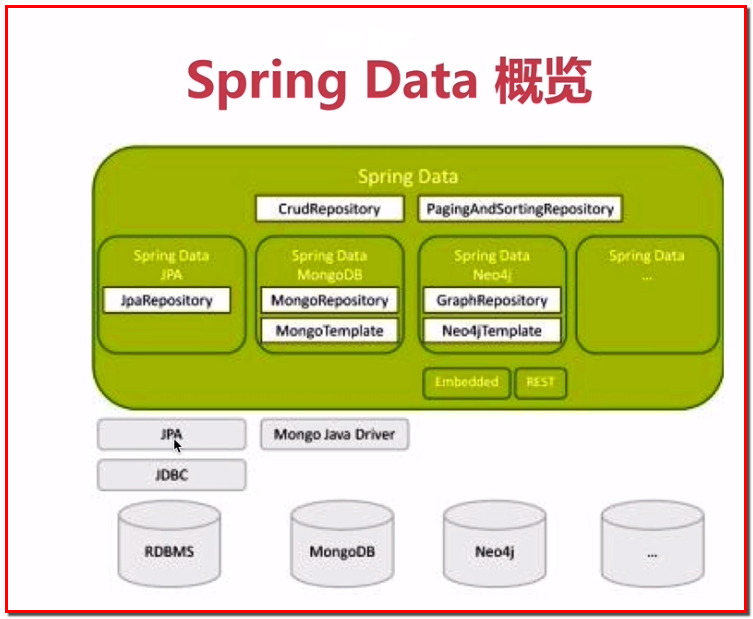 Spring Data 概览
Spring Data
CrudRepository
PagingAndSortingRepository
Spring Data
JPA
JpaRepository
Spring Data
MongoDB
MongoRepository
MongoTemplate
Spring Data
Neo4j
GraphRepository
Neo4jTemplate
Spring Data
...
Embedded
REST
JPA
Mongo Java Driver
JDBC
RDBMS
MongoDB
Neo4j
...